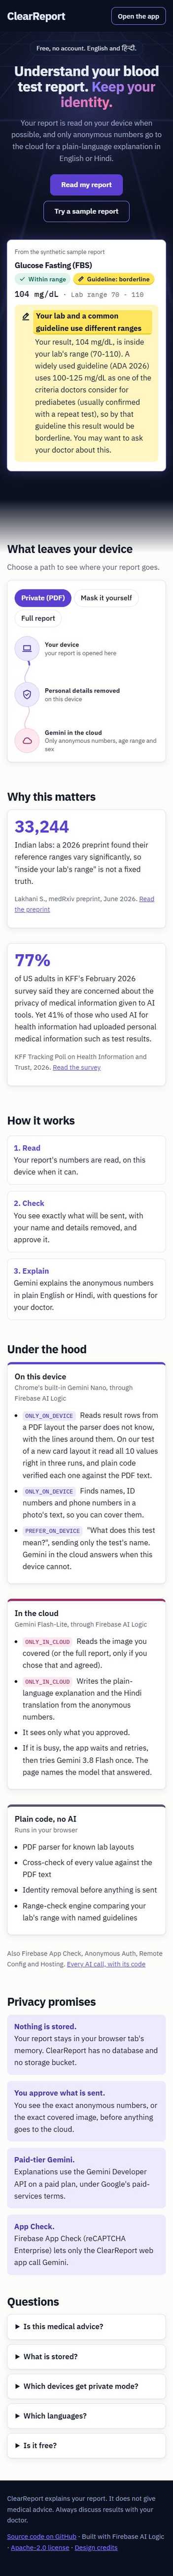 ClearReport
Open the app
Free, no account. English and हिन्दी.
Understand your blood
test report. Keep your
identity.
Your report is read on your device when
possible, and only anonymous numbers go to
the cloud for a plain-language explanation in
English or Hindi.
Read my report
Try a sample report
From the synthetic sample report
Glucose Fasting (FBS)
Within range
Guideline: borderline
104 mg/dL · Lab range 70 - 110
Your lab and a common
guideline use different ranges
Your result, 104 mg/dL, is inside
your lab's range (70-110). A widely
used guideline (ADA 2026) uses
100-125 mg/dL as one of the
criteria doctors consider for
prediabetes (usually confirmed
with a repeat test), so that
guideline this result would be
borderline. You may want to ask
your doctor about this.
What leaves your device
Choose a path to see where your report goes.
Private (PDF)
Mask it yourself
Full report
Your device
your report is opened here
Personal details removed
on this device
Gemini in the cloud
Only anonymous numbers, age range and
sex
Why this matters
33,244
Indian labs: a 2026 preprint found their
reference ranges vary significantly, so
"inside your lab's range" is not a fixed
truth.
Lakhani S., medRxiv preprint, June 2026. Read
the preprint
77%
of US adults in KFF's February 2026
survey said they are concerned about the
privacy of medical information given to AI
tools. Yet 41% of those who used AI for
health information had uploaded personal
medical information such as test results.
KFF Tracking Poll on Health Information and
Trust, 2026. Read the survey
How it works
1. Read
Your report's numbers are read, on this
device when it can.
2. Check
You see exactly what will be sent, with
your name and details removed, and
approve it.
3. Explain
Gemini explains the anonymous numbers
in plain English or Hindi, with questions for
your doctor.
Under the hood
On this device
Chrome's built-in Gemini Nano, through
Firebase AI Logic
ONLY_ON_DEVICE Reads result rows from
a PDF layout the parser does not know,
with the lines around them. On our test
of a new card layout it read all 10 values
right in three runs, and plain code
verified each one against the PDF text.
ONLY_ON_DEVICE Finds names, ID
numbers and phone numbers in a
photo's text, so you can cover them.
PREFER_ON_DEVICE "What does this test
mean?", sending only the test's name.
Gemini in the cloud answers when this
device cannot.
In the cloud
Gemini Flash-Lite, through Firebase AI Logic
ONLY_IN_CLOUD Reads the image you
covered (or the full report, only if you
chose that and agreed).
ONLY_IN_CLOUD Writes the plain-
language explanation and the Hindi
translation from the anonymous
numbers.
It sees only what you approved.
If it is busy, the app waits and retries,
then tries Gemini 3.8 Flash once. The
page names the model that answered.
Plain code, no AI
Runs in your browser
PDF parser for known lab layouts
Cross-check of every value against the
PDF text
Identity removal before anything is sent
Range-check engine comparing your
lab's range with named guidelines
Also Firebase App Check, Anonymous Auth, Remote
Config and Hosting. Every AI call, with its code
Privacy promises
Nothing is stored.
Your report stays in your browser tab's
memory. ClearReport has no database and
no storage bucket.
You approve what is sent.
You see the exact anonymous numbers, or
the exact covered image, before anything
goes to the cloud.
Paid-tier Gemini.
Explanations use the Gemini Developer
API on a paid plan, under Google's paid-
services terms.
App Check.
Firebase App Check (reCAPTCHA
Enterprise) lets only the ClearReport web
app call Gemini.
Questions
Is this medical advice?
What is stored?
Which devices get private mode?
Which languages?
Is it free?
ClearReport explains your report. It does not give
medical advice. Always discuss results with your
doctor.
Source code on GitHub · Built with Firebase AI Logic
· Apache-2.0 license · Design credits